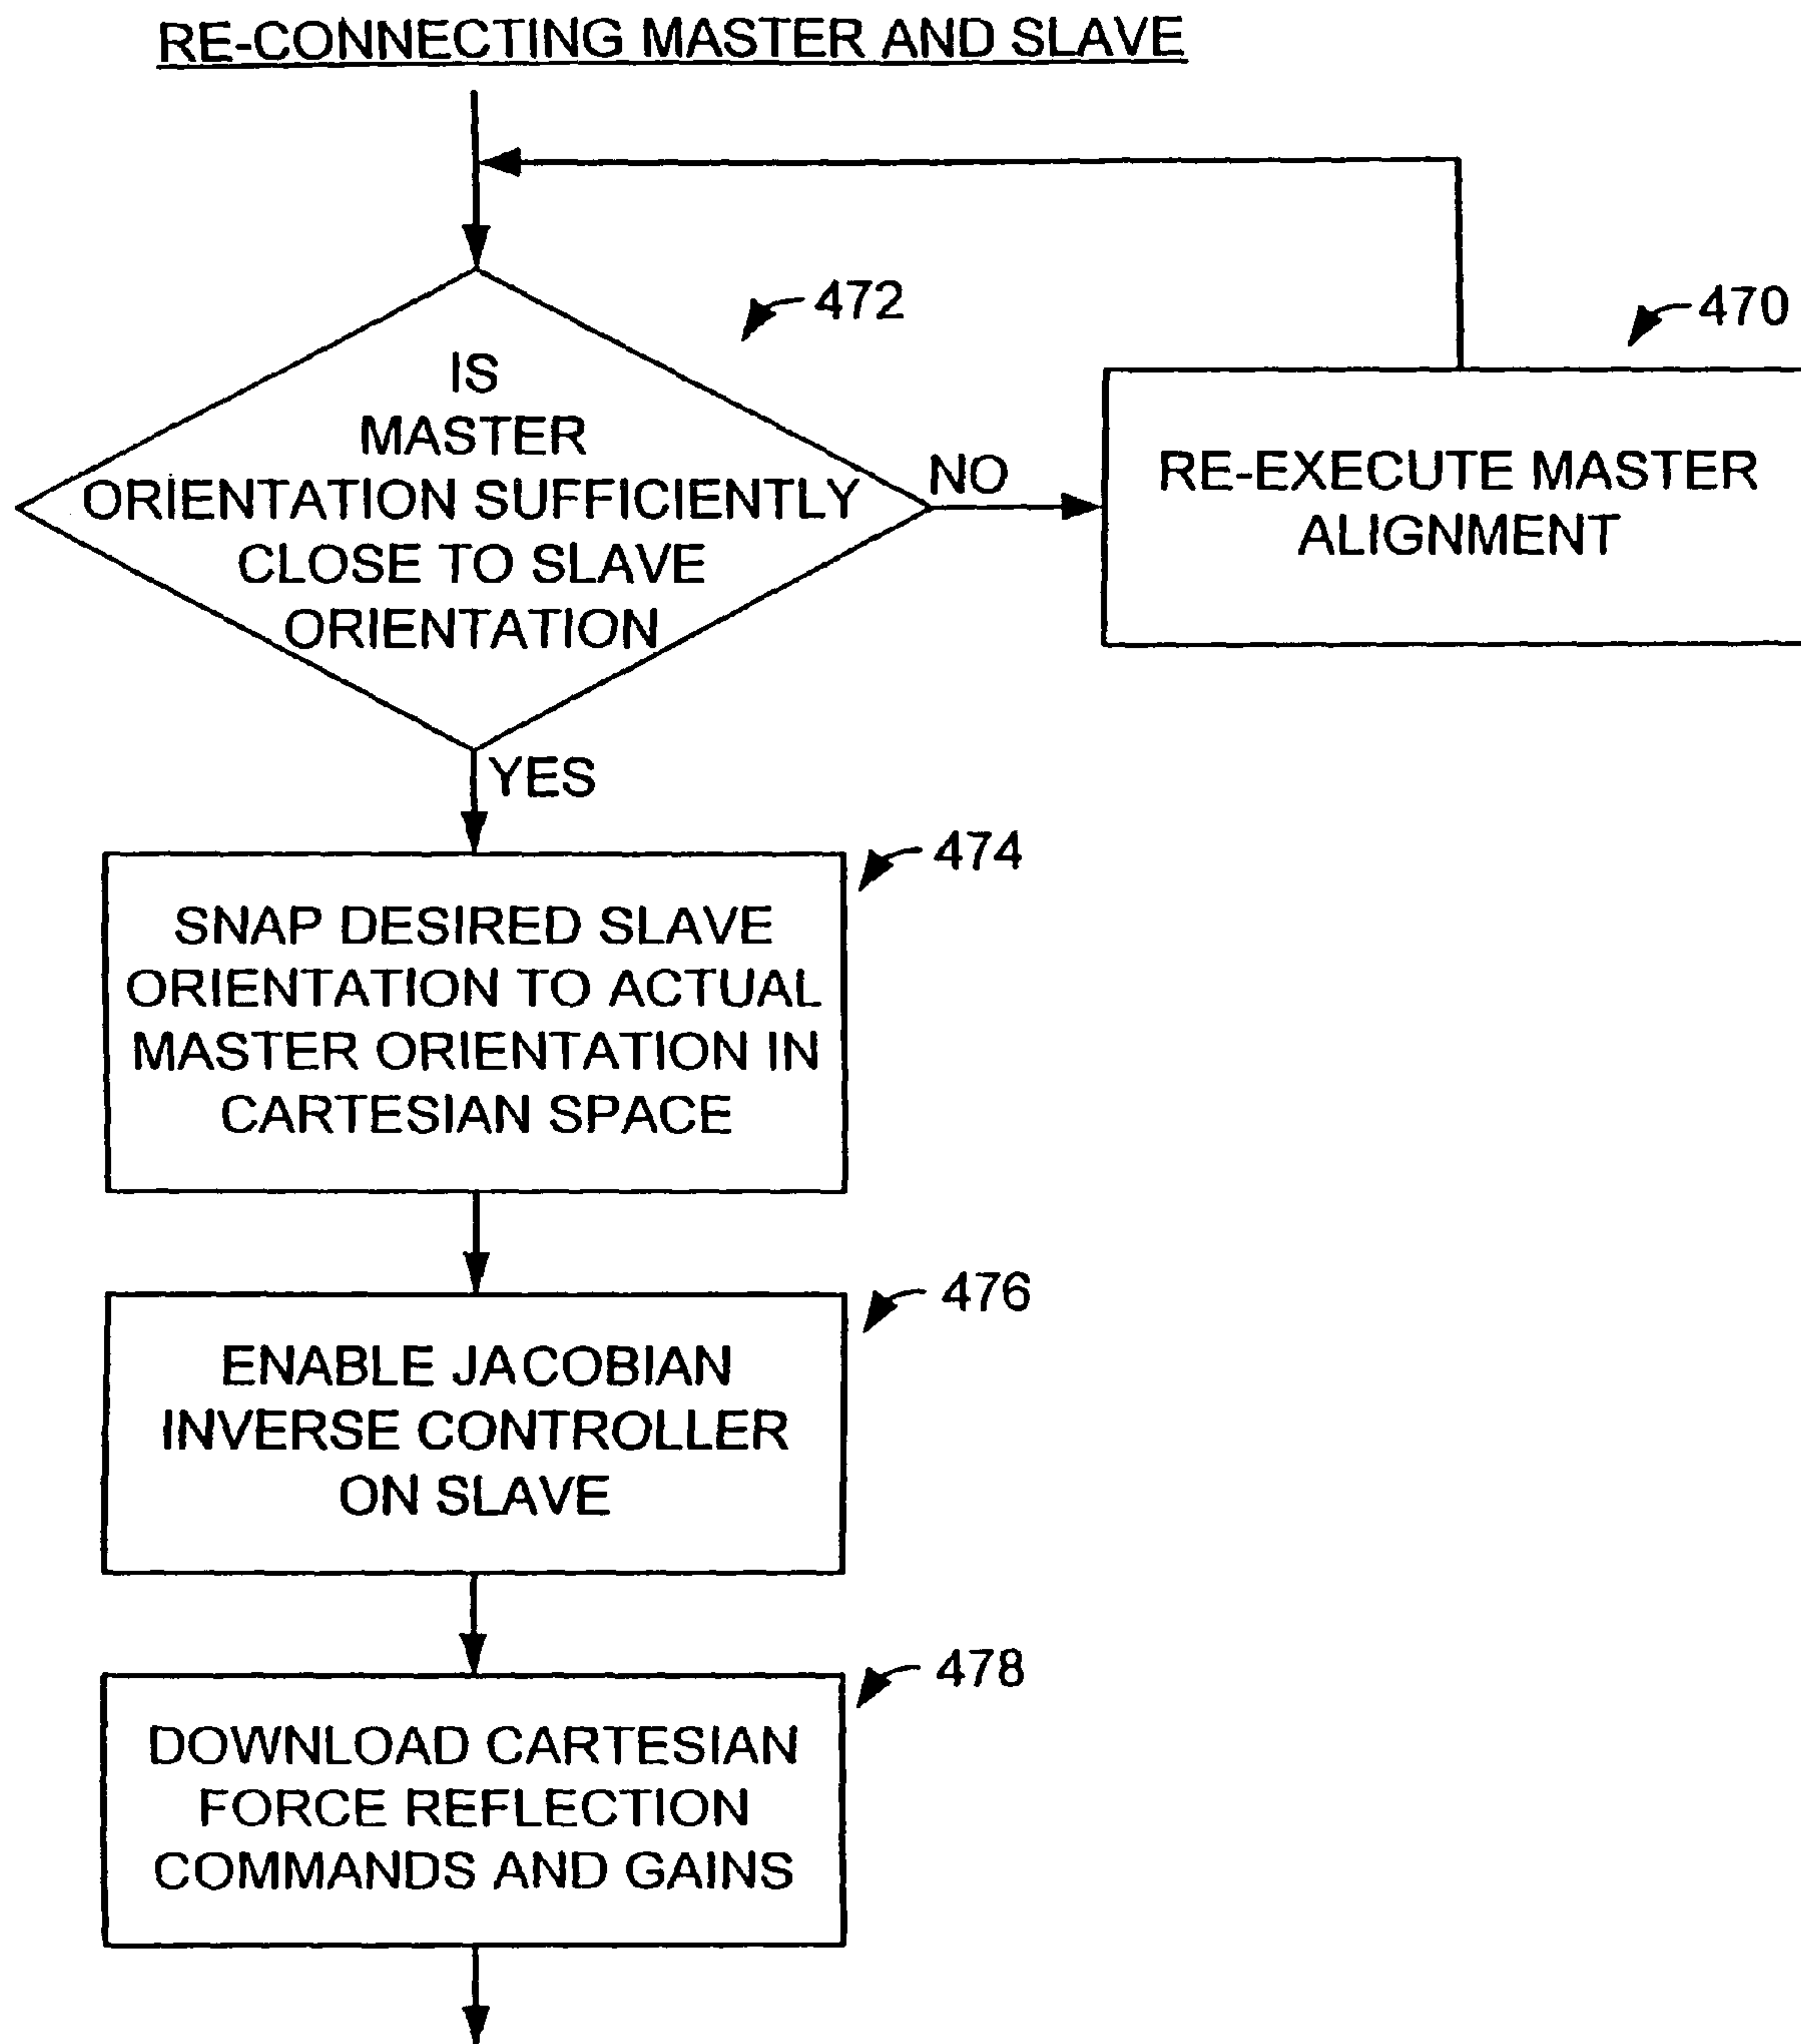 RE-CONNECTING MASTER AND SLAVE
472
470
IS
MASTER
ORIENTATION SUFFICIENTLY
CLOSE TO SLAVE
ORIENTATION
NO
RE-EXECUTE MASTER
ALIGNMENT
YES
474
SNAP DESIRED SLAVE
ORIENTATION TO ACTUAL
MASTER ORIENTATION IN
CARTESIAN SPACE
476
ENABLE JACOBIAN
INVERSE CONTROLLER
ON SLAVE
478
DOWNLOAD CARTESIAN
FORCE REFLECTION
COMMANDS AND GAINS